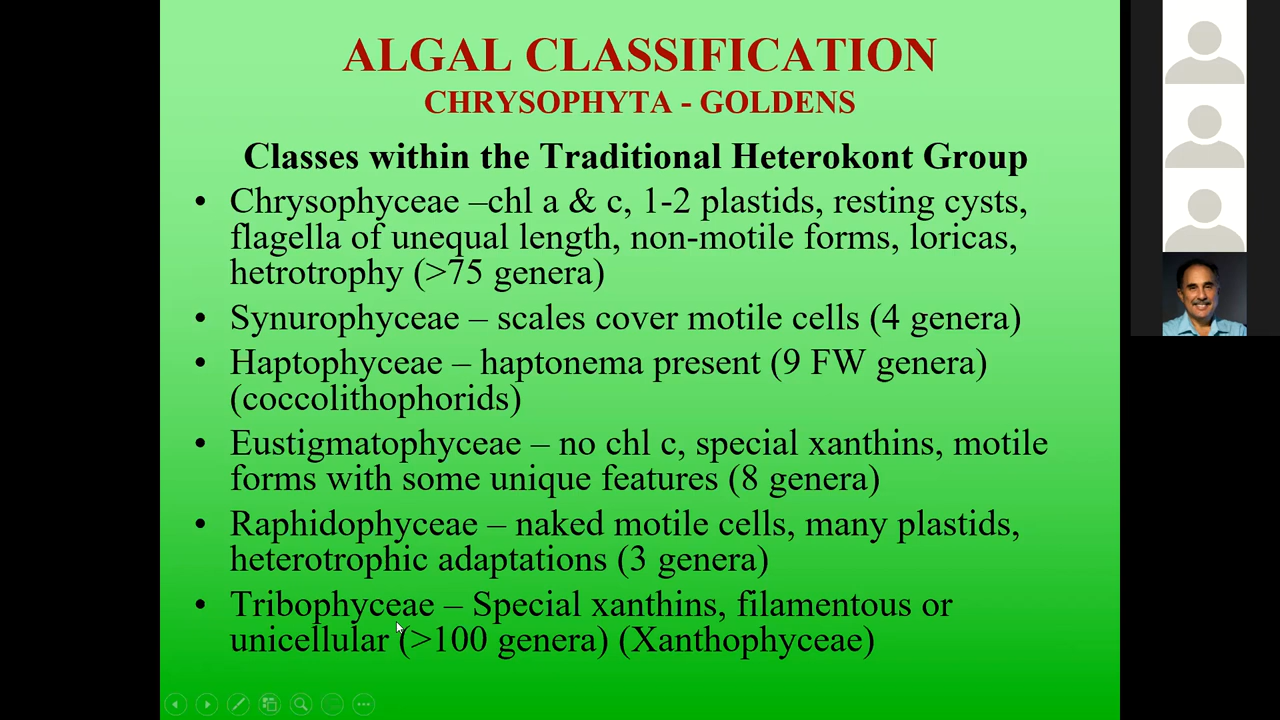 ALGAL CLASSIFICATION
CHRYSOPHYTA - GOLDENS
Classes within the Traditional Heterokont Group
• Chrysophyceae –chl a & c, 1-2 plastids, resting cysts,
flagella of unequal length, non-motile forms, loricas,
hetrotrophy (>75 genera)
• Synurophyceae – scales cover motile cells (4 genera)
• Haptophyceae – haptonema present (9 FW genera)
(coccolithophorids)
• Eustigmatophyceae – no chl c, special xanthins, motile
forms with some unique features (8 genera)
• Raphidophyceae – naked motile cells, many plastids,
heterotrophic adaptations (3 genera)
• Tribophyceae – Special xanthins, filamentous or
unicellular (>100 genera) (Xanthophyceae)